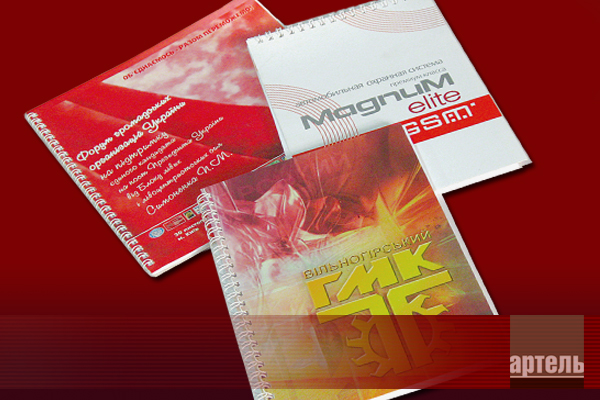 ОБ'ЄДНАЄМОСЬ - РАЗОМ ПЕРЕМОЖЕМО!
Форум громадських
організацій України
на підтримку
єдиного кандидата
на пост Президента України
від Блоку лівих
і лівоцентристських сил
Симоненка П.М.
автомобильная охранная система
премиум класса
MagnuM
elite
GSM
ВІЛЬНОГІРСЬКИЙ
ГМК
артель